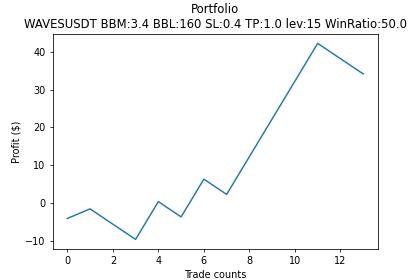 Portfolio
WAVESUSDT BBM:3.4 BBL:160 SL:0.4 TP:1.0 lev:15 WinRatio:50.0
Profit ($)
40
30
20
10
0
−10
0 2 4 6 8 10 12
Trade counts